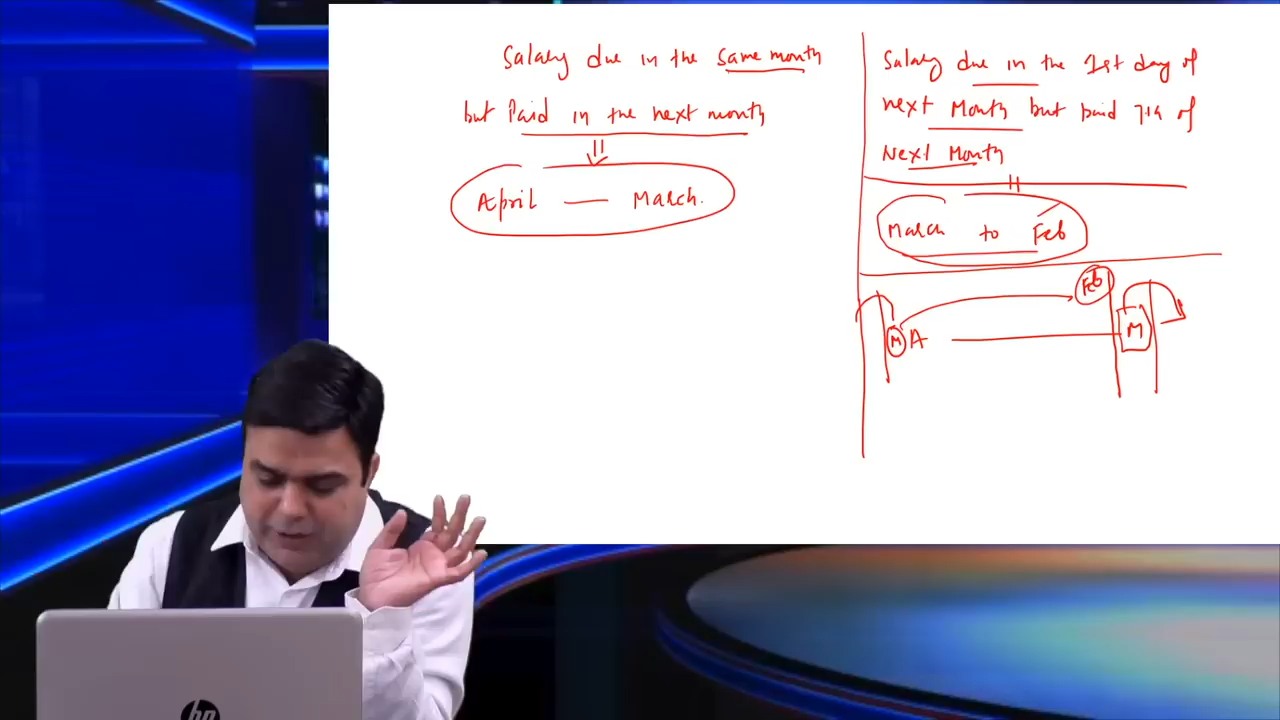 Salary due in the same month
but Paid in the next month
April — March.
Salary due in the 1st day of
next Month but paid 7th of
Next Month
March to Feb
Feb
M A
M
hp